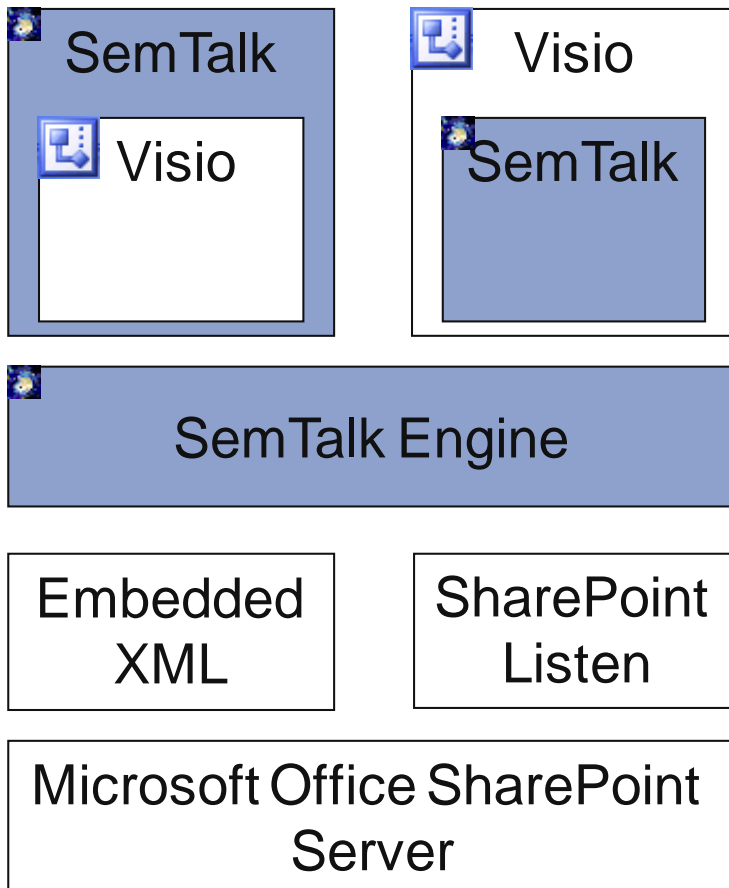 SemTalk
Visio
Visio
SemTalk
SemTalk Engine
Embedded
XML
SharePoint
Listen
Microsoft Office SharePoint
Server